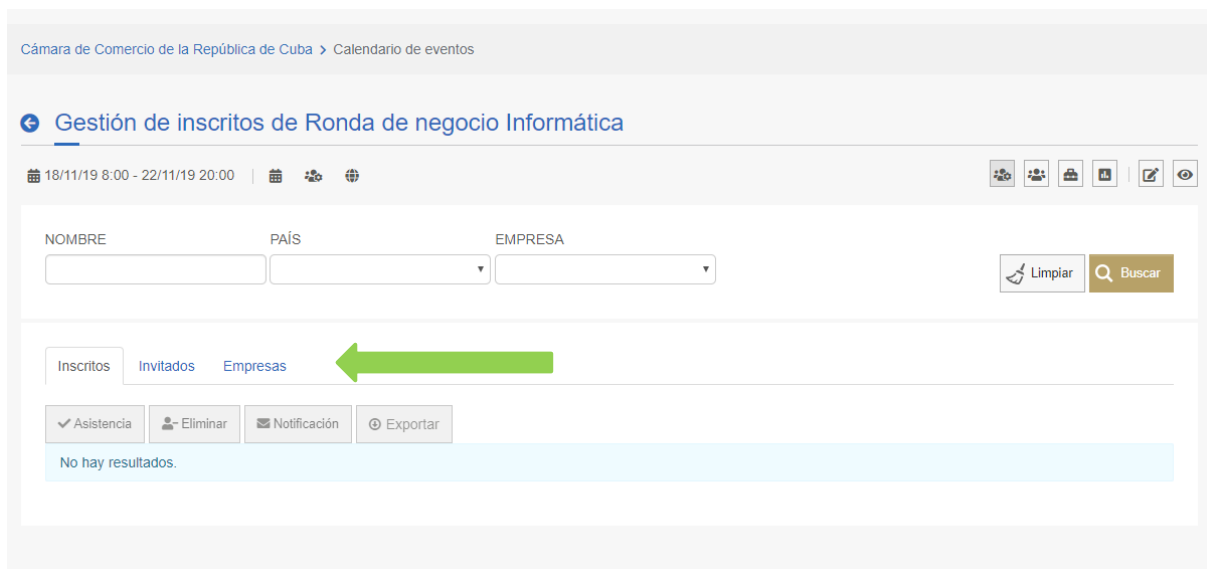 Cámara de Comercio de la República de Cuba > Calendario de eventos
Gestión de inscritos de Ronda de negocio Informática
18/11/19 8:00 - 22/11/19 20:00
NOMBRE PAÍS EMPRESA
Limpiar Buscar
Inscritos Invitados Empresas
Asistencia Eliminar Notificación Exportar
No hay resultados.